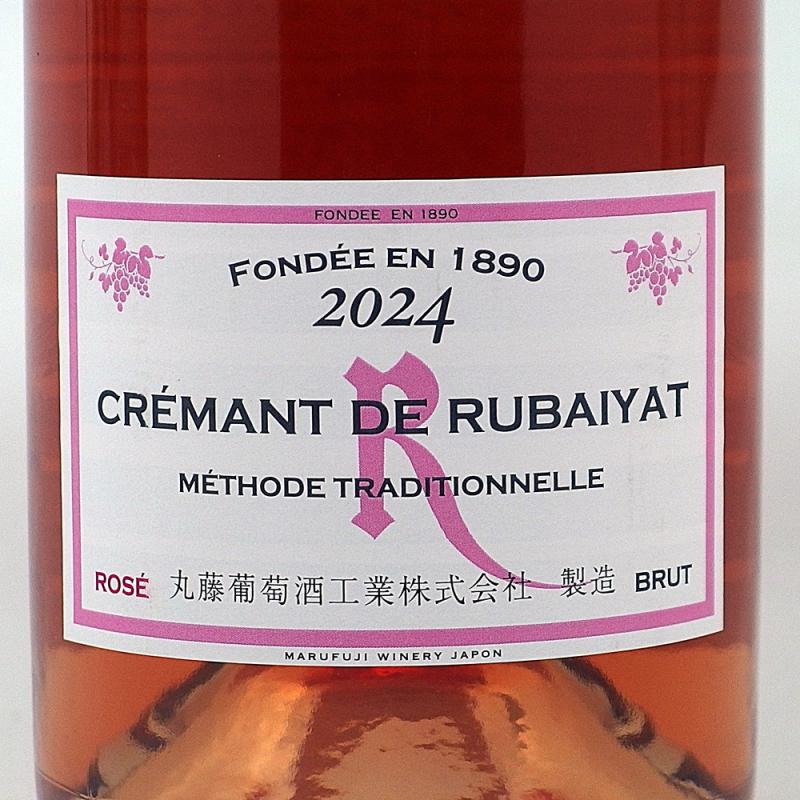 FONDEE EN 1890
FONDÉE EN 1890
2024
R
CRÉMANT DE RUBAIYAT
MÉTHODE TRADITIONNELLE
ROSÉ 丸藤葡萄酒工業株式会社 製造 BRUT
MARUFUJI WINERY JAPON